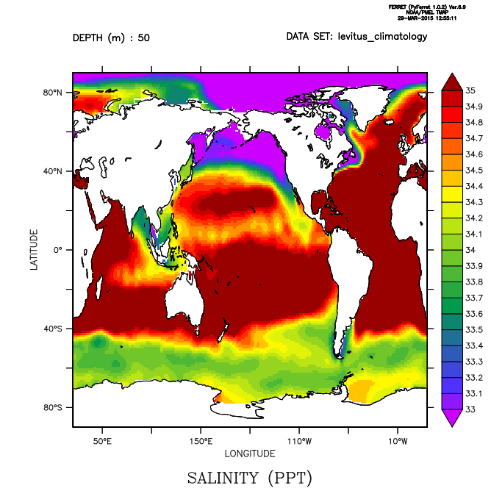 FERRET (PyFerret 1.0.2) Ver.6.9
NOAA/PMEL TMAP
29-MAR-2015 12:55:11
DEPTH (m) : 50
DATA SET: levitus_climatology
80°N
40°N
0°
40°S
80°S
LATITUDE
50°E
150°E
110°W
10°W
LONGITUDE
35
34.9
34.8
34.7
34.6
34.5
34.4
34.3
34.2
34.1
34
33.9
33.8
33.7
33.6
33.5
33.4
33.3
33.2
33.1
33
SALINITY (PPT)